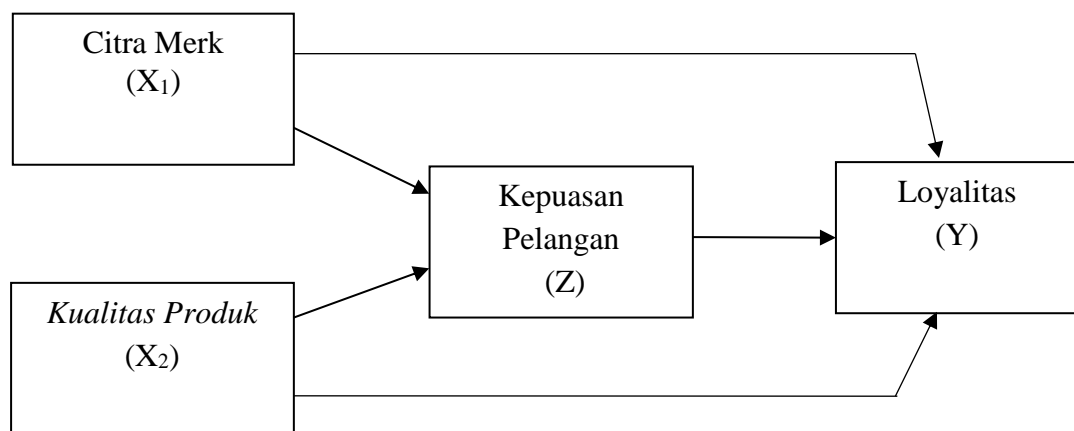 Citra Merk
(X₁)
Kepuasan
Pelangan
(Z)
Loyalitas
(Y)
Kualitas Produk
(X₂)